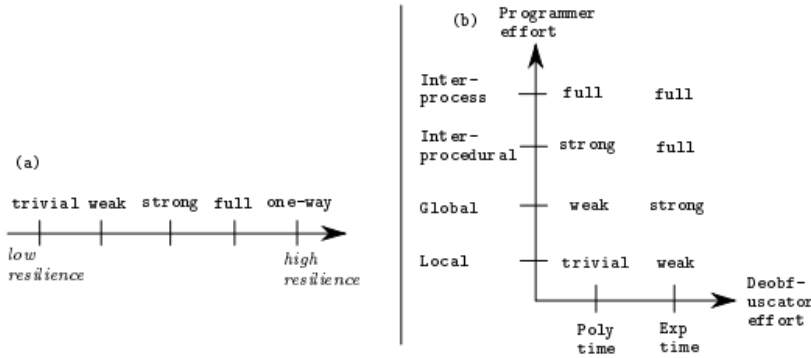 (a)
trivial weak strong full one-way
low
resilience
high
resilience
(b)
Programmer
effort
Inter-
process
full full
Inter-
procedural
strong full
Global weak strong
Local trivial weak
Poly
time
Exp
time
Deobf-
uscator
effort